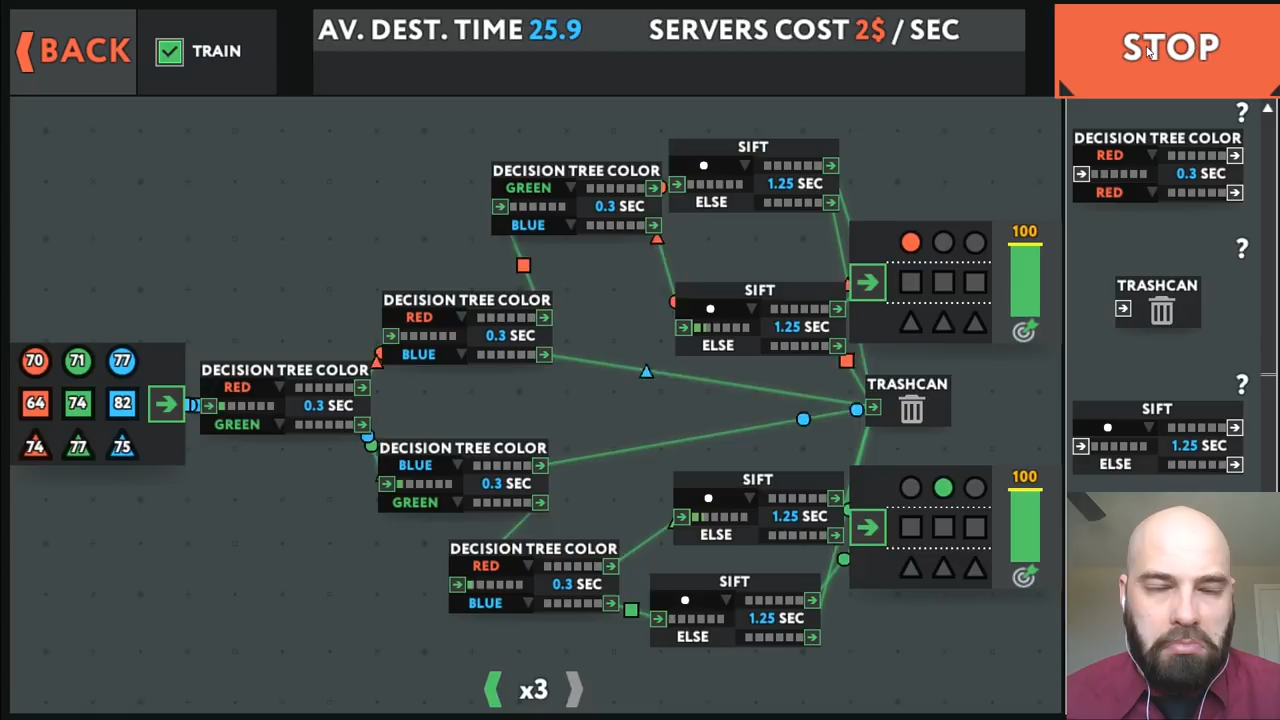 BACK
TRAIN
AV. DEST. TIME 25.9
SERVERS COST 2$ / SEC
STOP
?
DECISION TREE COLOR
RED
0.3 SEC
RED
?
TRASHCAN
?
SIFT
1.25 SEC
ELSE
SIFT
1.25 SEC
ELSE
DECISION TREE COLOR
GREEN
0.3 SEC
BLUE
100
SIFT
1.25 SEC
ELSE
DECISION TREE COLOR
RED
0.3 SEC
BLUE
70 71 77
64 74 82
74 77 75
DECISION TREE COLOR
RED
0.3 SEC
GREEN
TRASHCAN
DECISION TREE COLOR
BLUE
0.3 SEC
GREEN
SIFT
1.25 SEC
ELSE
100
DECISION TREE COLOR
RED
0.3 SEC
BLUE
SIFT
1.25 SEC
ELSE
x3